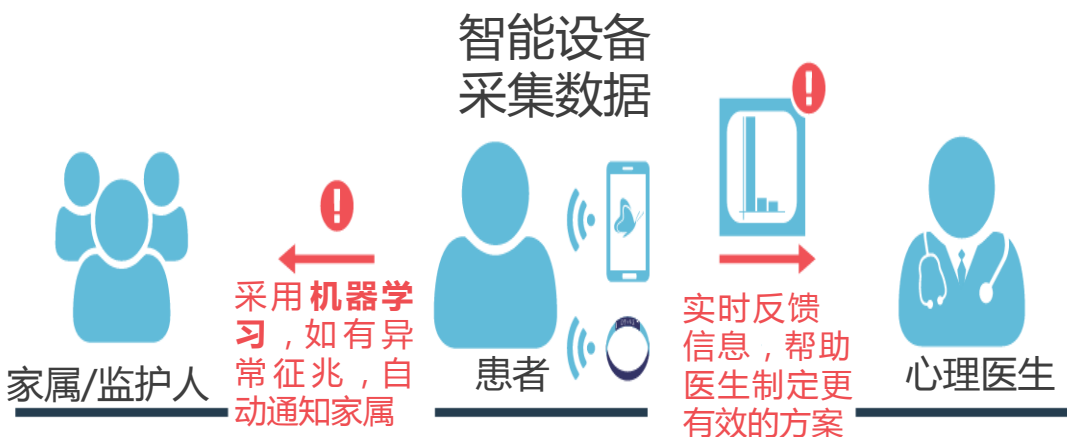 智能设备
采集数据
采用机器学
习，如有异
常征兆，自
动通知家属
实时反馈
信息，帮助
医生制定更
有效的方案
家属/监护人
患者
心理医生